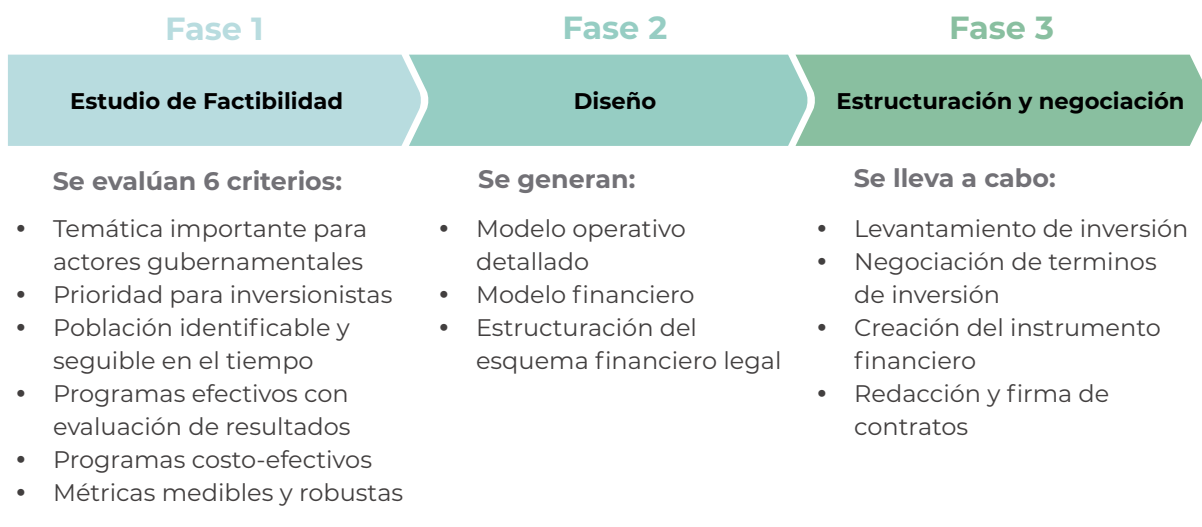 Fase 1
Fase 2
Fase 3
Estudio de Factibilidad
Diseño
Estructuración y negociación
Se evalúan 6 criterios:
• Temática importante para
actores gubernamentales
• Prioridad para inversionistas
• Población identificable y
seguible en el tiempo
• Programas efectivos con
evaluación de resultados
• Programas costo-efectivos
• Métricas medibles y robustas
Se generan:
• Modelo operativo
detallado
• Modelo financiero
• Estructuración del
esquema financiero legal
Se lleva a cabo:
• Levantamiento de inversión
• Negociación de terminos
de inversión
• Creación del instrumento
financiero
• Redacción y firma de
contratos